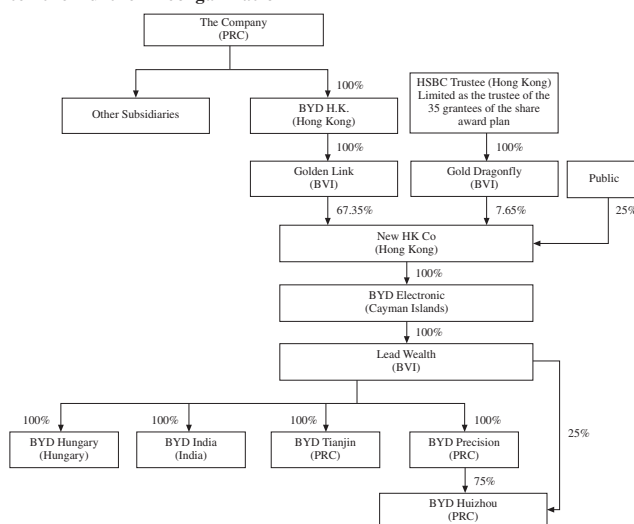 The Company
(PRC)
100%
Other Subsidiaries
BYD H.K.
(Hong Kong)
HSBC Trustee (Hong Kong)
Limited as the trustee of the
35 grantees of the share
award plan
100%
100%
Golden Link
(BVI)
Gold Dragonfly
(BVI)
Public
67.35%
7.65%
25%
New HK Co
(Hong Kong)
100%
BYD Electronic
(Cayman Islands)
100%
Lead Wealth
(BVI)
100%
100%
100%
100%
25%
BYD Hungary
(Hungary)
BYD India
(India)
BYD Tianjin
(PRC)
BYD Precision
(PRC)
75%
BYD Huizhou
(PRC)